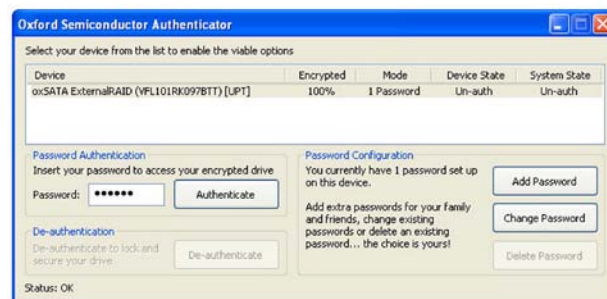 Oxford Semiconductor Authenticator
Select your device from the list to enable the viable options
Device Encrypted Mode Device State System State
oxSATA ExternalRAID (VFL101RK097BTT) [UPT] 100% 1 Password Un-auth Un-auth
Password Authentication
Insert your password to access your encrypted drive
Password: ●●●●●● Authenticate
De-authentication
De-authenticate to lock and
secure your drive.
De-authenticate
Password Configuration
You currently have 1 password set up
on this device.
Add extra passwords for your family
and friends, change existing
passwords or delete an existing
password... the choice is yours!
Add Password
Change Password
Delete Password
Status: OK